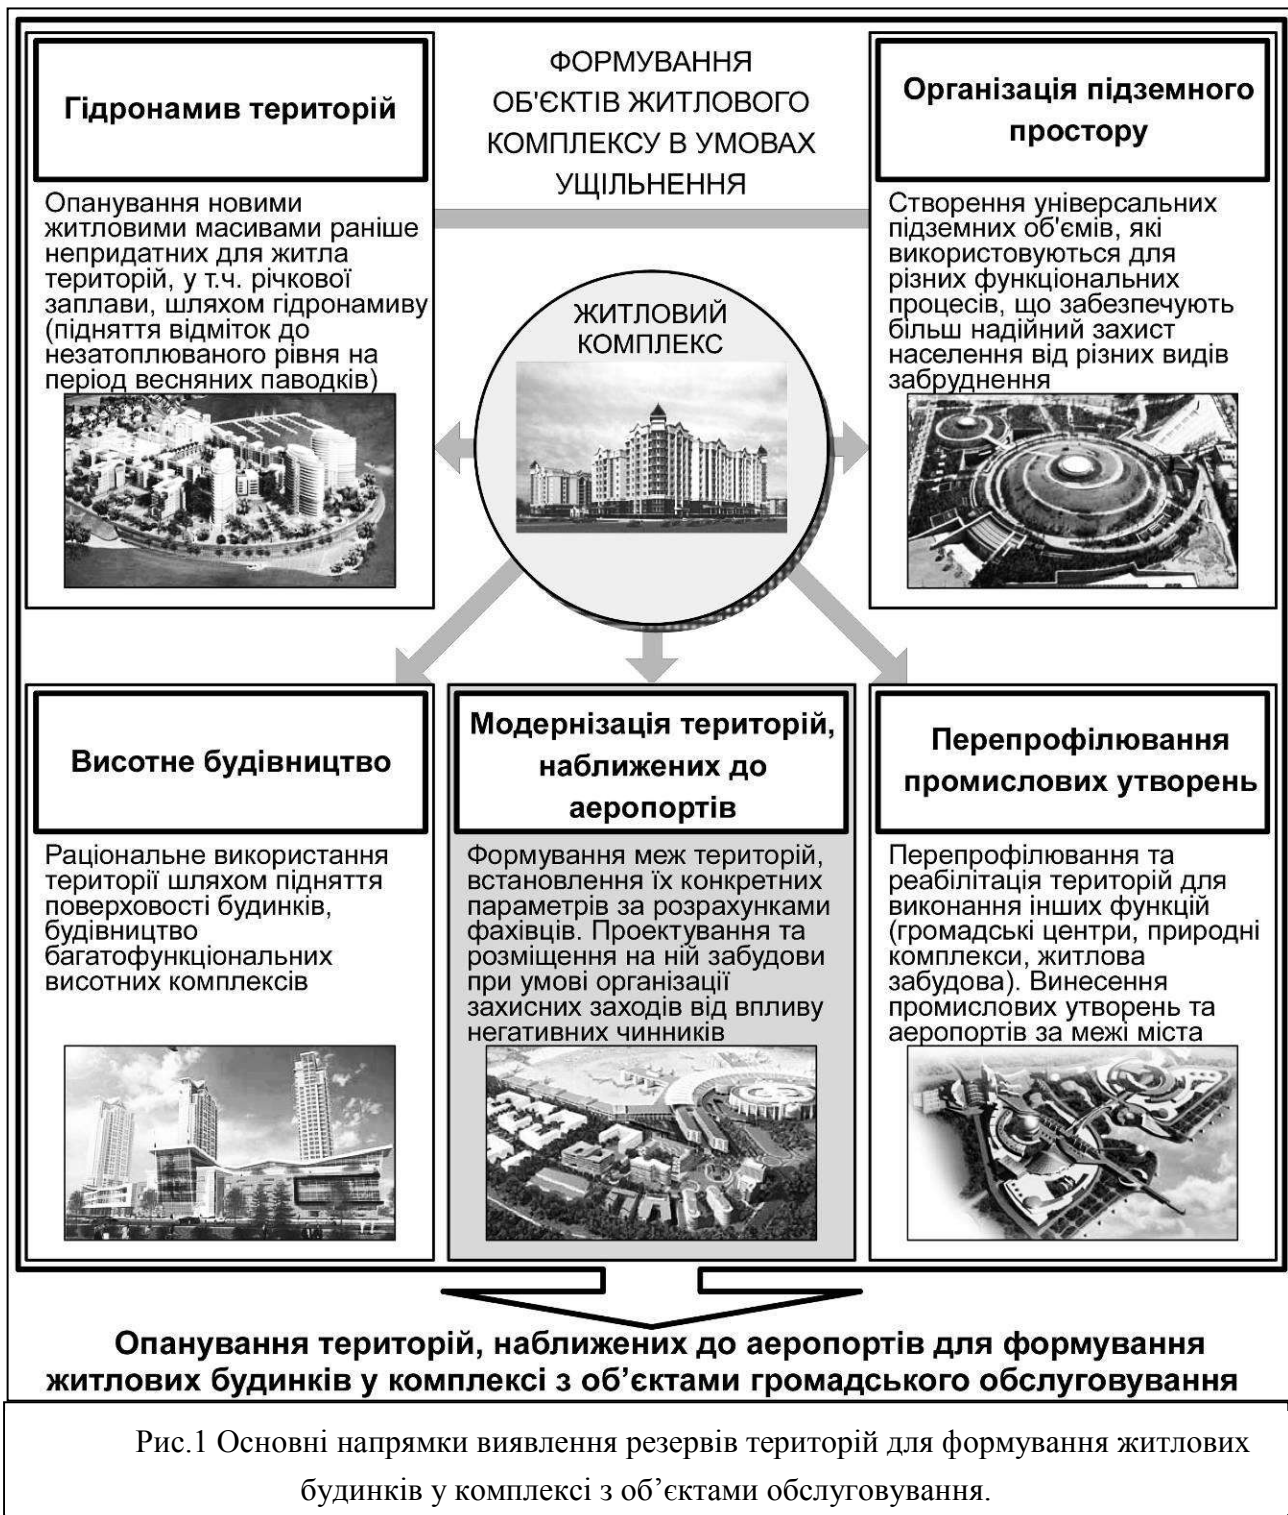 Гідронамив територій
Опанування новими
житловими масивами раніше
непридатних для житла
територій, у т.ч. річкової
заплави, шляхом гідронамиву
(підняття відміток до
незатоплюваного рівня на
період весняних паводків)
ФОРМУВАННЯ
ОБ'ЄКТІВ ЖИТЛОВОГО
КОМПЛЕКСУ В УМОВАХ
УЩІЛЬНЕННЯ
ЖИТЛОВИЙ
КОМПЛЕКС
Організація підземного
простору
Створення універсальних
підземних об'ємів, які
використовуються для
різних функціональних
процесів, що забезпечують
більш надійний захист
населення від різних видів
забруднення
Висотне будівництво
Раціональне використання
території шляхом підняття
поверховості будинків,
будівництво
багатофункціональних
висотних комплексів
Модернізація територій,
наближених до
аеропортів
Формування меж територій,
встановлення їх конкретних
параметрів за розрахунками
фахівців. Проектування та
розміщення на ній забудови
при умові організації
захисних заходів від впливу
негативних чинників
Перепрофілювання
промислових утворень
Перепрофілювання та
реабілітація територій для
виконання інших функцій
(громадські центри, природні
комплекси, житлова
забудова). Винесення
промислових утворень та
аеропортів за межі міста
Опанування територій, наближених до аеропортів для формування
житлових будинків у комплексі з об’єктами громадського обслуговування
Рис.1 Основні напрямки виявлення резервів територій для формування житлових
будинків у комплексі з об’єктами обслуговування.